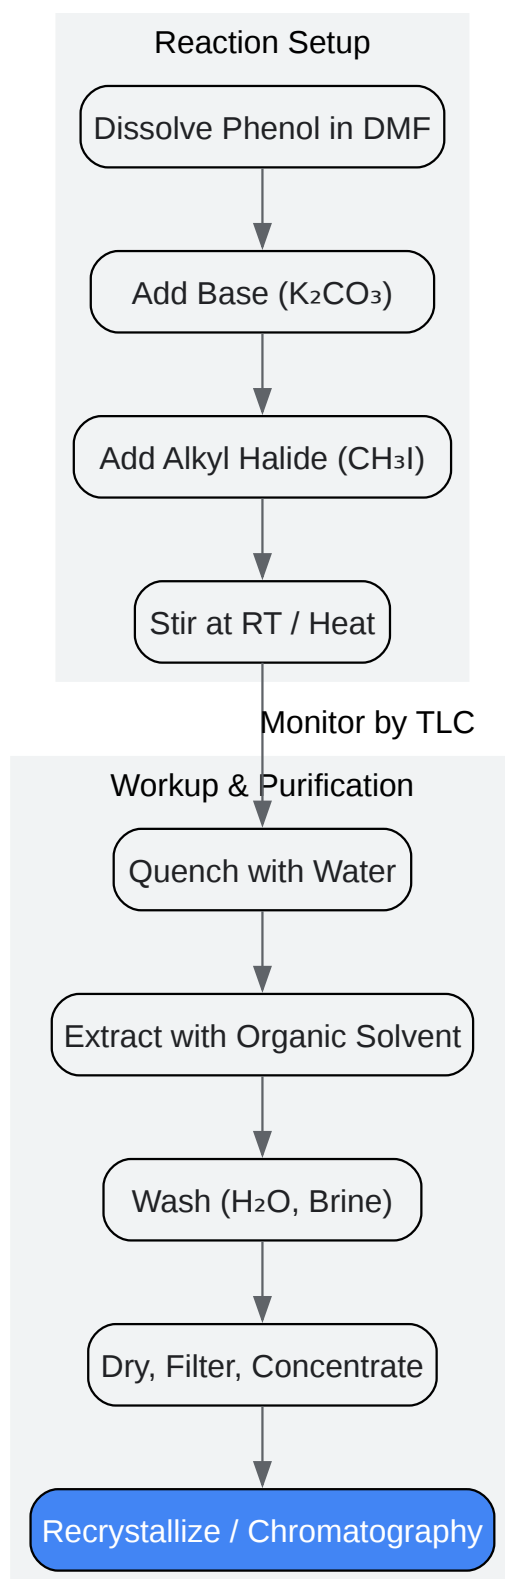 Reaction Setup
Dissolve Phenol in DMF
Add Base (K₂CO₃)
Add Alkyl Halide (CH₃I)
Stir at RT / Heat
Monitor by TLC
Workup & Purification
Quench with Water
Extract with Organic Solvent
Wash (H₂O, Brine)
Dry, Filter, Concentrate
Recrystallize / Chromatography